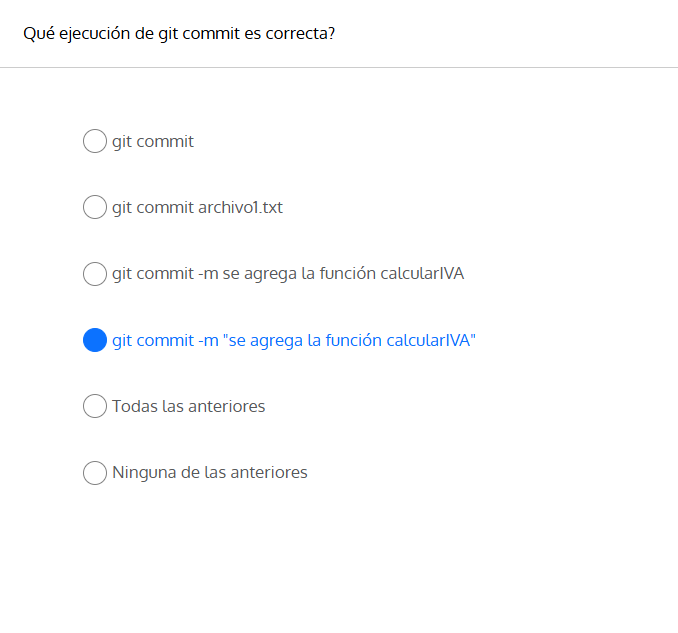 Qué ejecución de git commit es correcta?
git commit
git commit archivo1.txt
git commit -m se agrega la función calcularIVA
git commit -m "se agrega la función calcularIVA"
Todas las anteriores
Ninguna de las anteriores